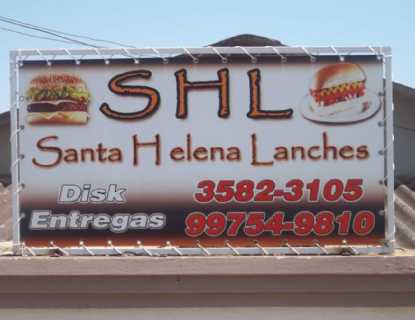 SHL
Santa Helena Lanches
Disk 3582-3105
Entregas 99754-9810